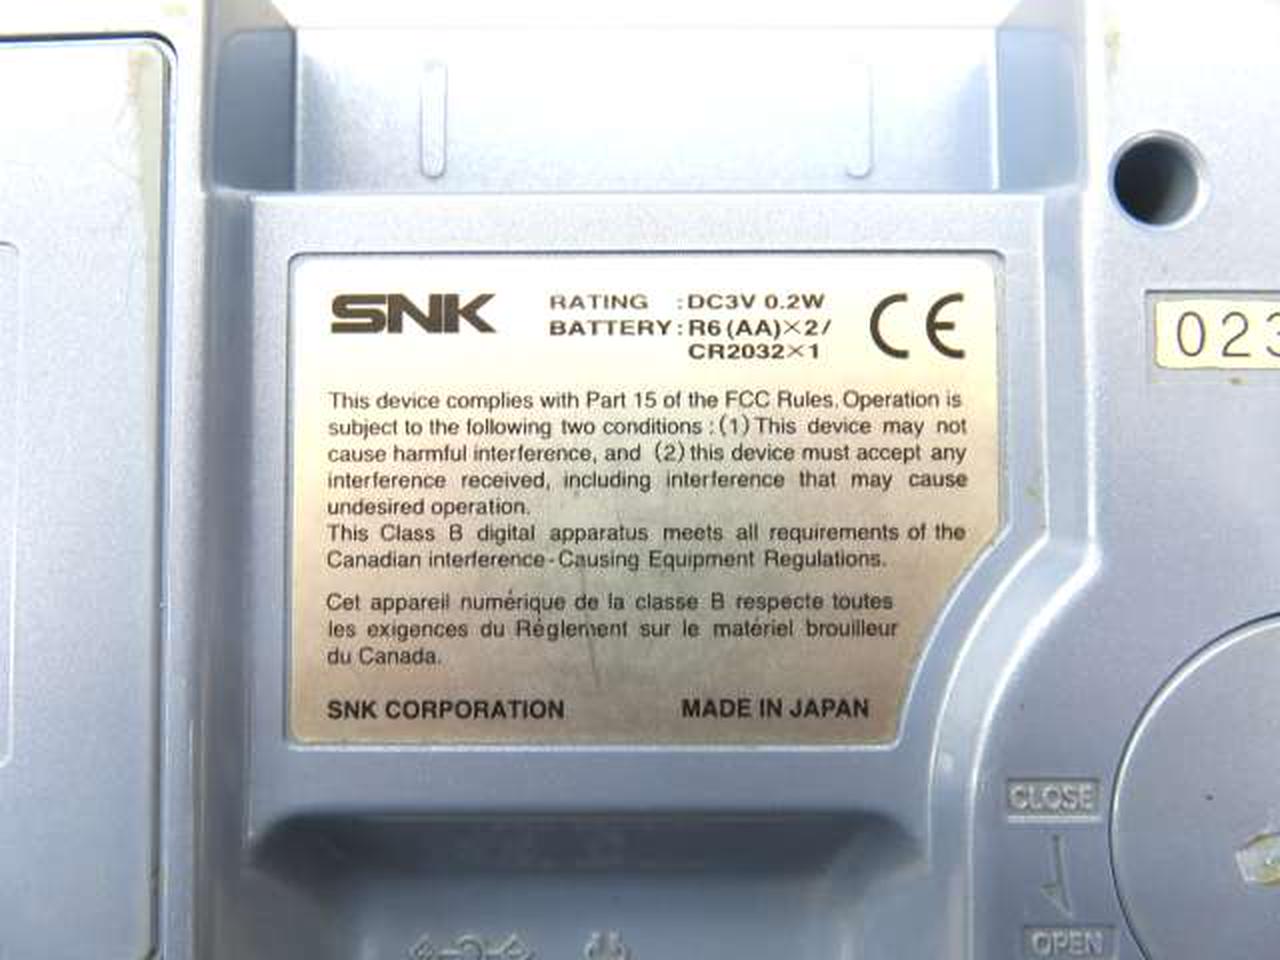 SNK
RATING : DC3V 0.2W
BATTERY : R6 (AA)×2/
CR2032×1
CE
023
This device complies with Part 15 of the FCC Rules. Operation is
subject to the following two conditions : (1) This device may not
cause harmful interference, and (2) this device must accept any
interference received, including interference that may cause
undesired operation.
This Class B digital apparatus meets all requirements of the
Canadian interference-Causing Equipment Regulations.
Cet appareil numérique de la classe B respecte toutes
les exigences du Réglement sur le matériel brouilleur
du Canada.
SNK CORPORATION MADE IN JAPAN
CLOSE
OPEN